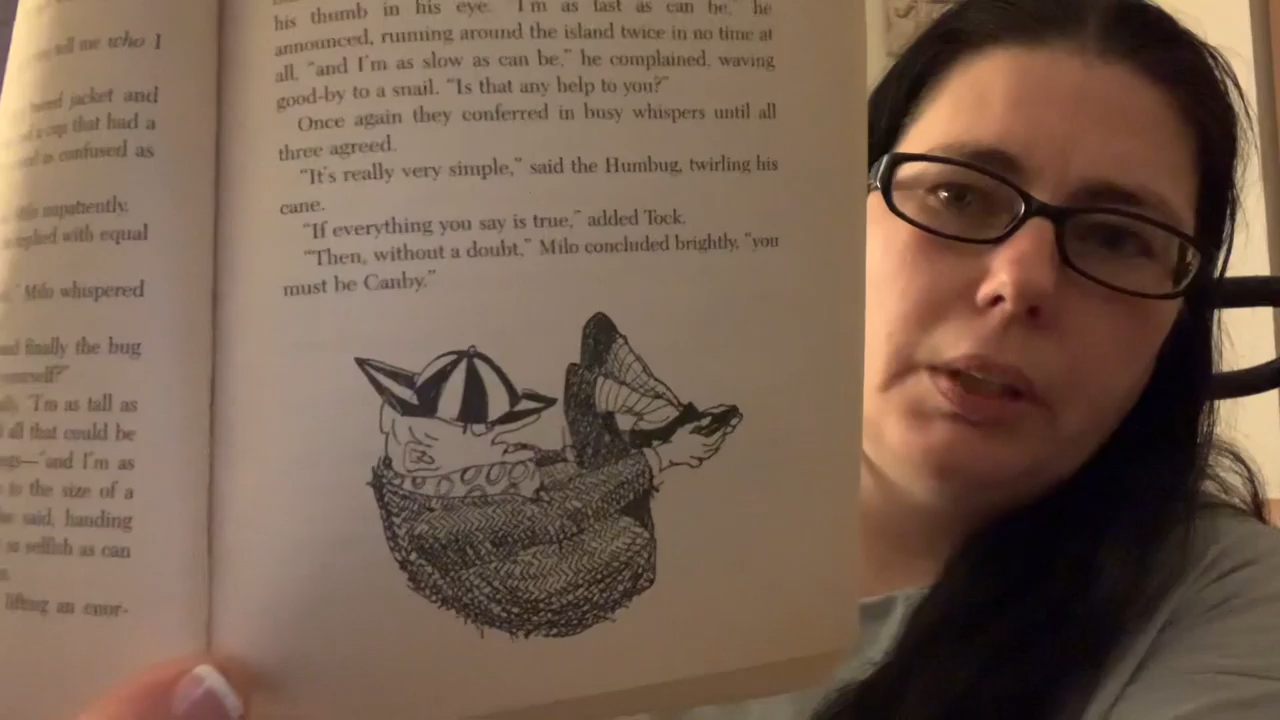 tell me who I
jacket and
that had a
confused as
impatiently.
with equal
Milo whispered
finally the bug
"I'm as tall as
all that could be
"and I'm as
to the size of a
said, handing
as selfish as can
lifting an enor-
his thumb in his eye. "I'm as fast as can be," he
announced, running around the island twice in no time at
all, "and I'm as slow as can be," he complained, waving
good-by to a snail. "Is that any help to you?"
Once again they conferred in busy whispers until all
three agreed.
"It's really very simple," said the Humbug, twirling his
cane.
"If everything you say is true," added Tock.
"Then, without a doubt," Milo concluded brightly, "you
must be Canby."